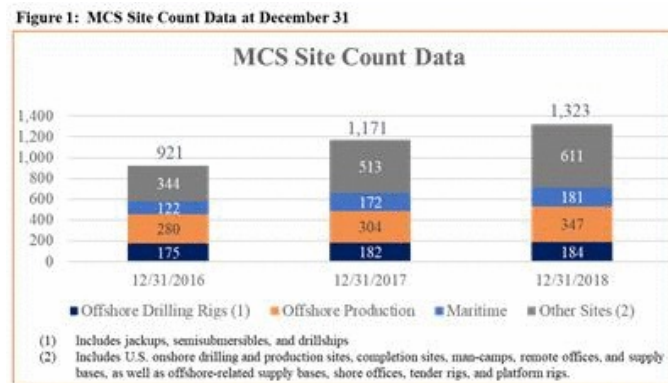 Figure 1: MCS Site Count Data at December 31
MCS Site Count Data
1,400
1,200
1,000
800
600
400
200
0
921
344
122
280
175
1,171
513
172
304
182
1,323
611
181
347
184
12/31/2016
12/31/2017
12/31/2018
Offshore Drilling Rigs (1)
Offshore Production
Maritime
Other Sites (2)
(1) Includes jackups, semisubmersibles, and drillships
(2) Includes U.S. onshore drilling and production sites, completion sites, man-camps, remote offices, and supply
bases, as well as offshore-related supply bases, shore offices, tender rigs, and platform rigs.